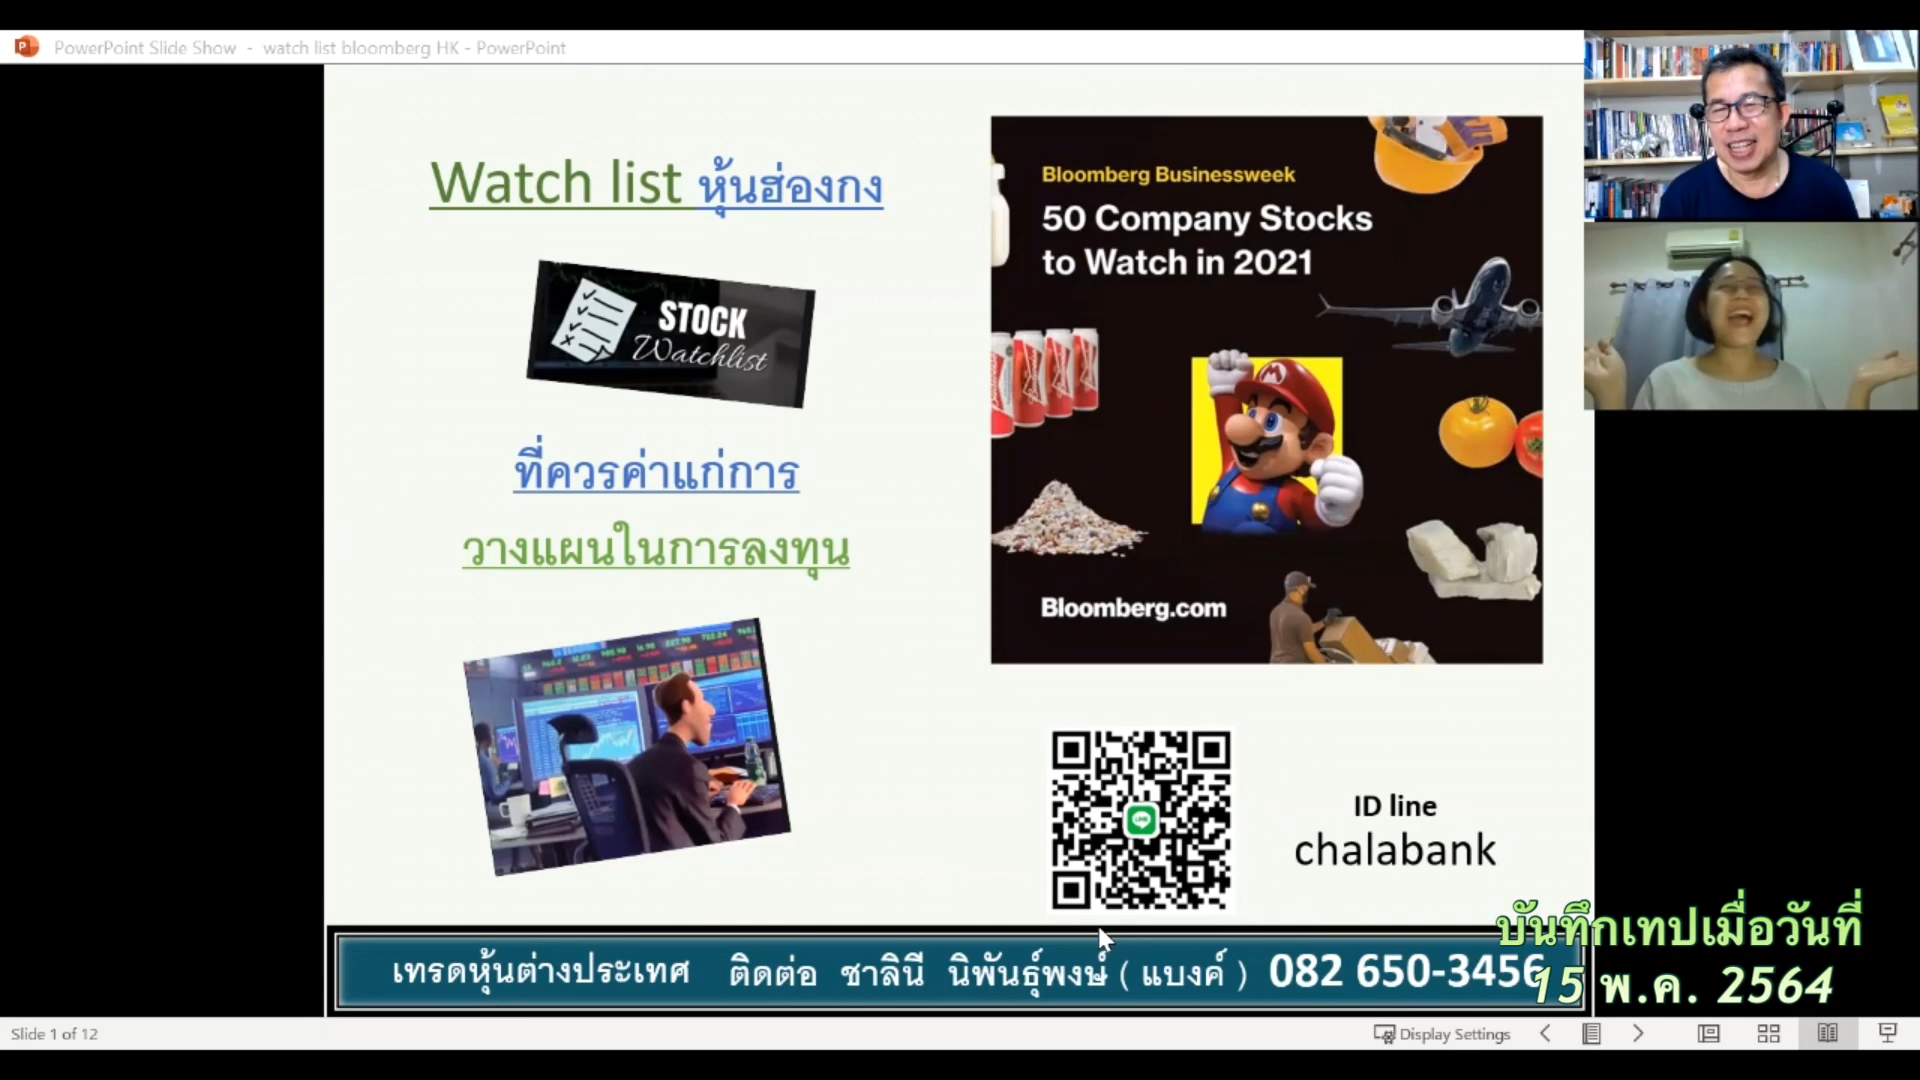 PowerPoint Slide Show - watch list bloomberg HK - PowerPoint
Watch list หุ้นฮ่องกง
STOCK
Watchlist
ที่ควรค่าแก่การ
วางแผนในการลงทุน
Bloomberg Businessweek
50 Company Stocks
to Watch in 2021
Bloomberg.com
ID line
chalabank
เทรดหุ้นต่างประเทศ ติดต่อ ชาลินี นิพันธุ์พงษ์ ( แบงค์ ) 082 650-3456
บันทึกเทปเมื่อวันที่
15 พ.ค. 2564
Slide 1 of 12
Display Settings